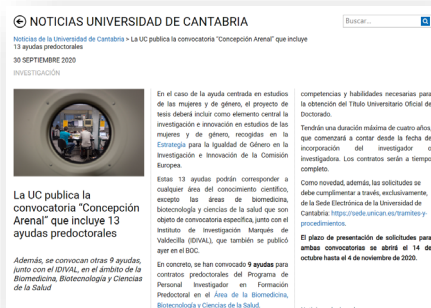 NOTICIAS UNIVERSIDAD DE CANTABRIA
Buscar...
Noticias de la Universidad de Cantabria > La UC publica la convocatoria "Concepción Arenal" que incluye
13 ayudas predoctorales
30 SEPTIEMBRE 2020
INVESTIGACIÓN
La UC publica la
convocatoria "Concepción
Arenal" que incluye 13
ayudas predoctorales
Además, se convocan otras 9 ayudas,
junto con el IDIVAL, en el ámbito de la
Biomedicina, Biotecnología y Ciencias
de la Salud
En el caso de la ayuda centrada en estudios
de las mujeres y de género, el proyecto de
tesis deberá incluir como elemento central la
investigación e innovación en estudios de las
mujeres y de género, recogidas en la
Estrategia para la Igualdad de Género en la
Investigación e Innovación de la Comisión
Europea.
Estas 13 ayudas podrán corresponder a
cualquier área del conocimiento científico,
excepto las áreas de biomedicina,
biotecnología y ciencias de la salud que son
objeto de convocatoria específica, junto con el
Instituto de Investigación Marqués de
Valdecilla (IDIVAL), que también se publicó
ayer en el BOC.
En concreto, se han convocado 9 ayudas para
contratos predoctorales del Programa de
Personal Investigador en Formación
Predoctoral en el Área de la Biomedicina,
Biotecnología y Ciencias de la Salud.
competencias y habilidades necesarias para
la obtención del Título Universitario Oficial de
Doctorado.
Tendrán una duración máxima de cuatro años,
que comenzará a contar desde la fecha de
incorporación del investigador o
investigadora. Los contratos serán a tiempo
completo.
Como novedad, además, las solicitudes se
debe cumplimentar a través, exclusivamente,
de la Sede Electrónica de la Universidad de
Cantabria: https://sede.unican.es/tramites-y-
procedimientos.
El plazo de presentación de solicitudes para
ambas convocatorias se abrirá el 14 de
octubre hasta el 4 de noviembre de 2020.